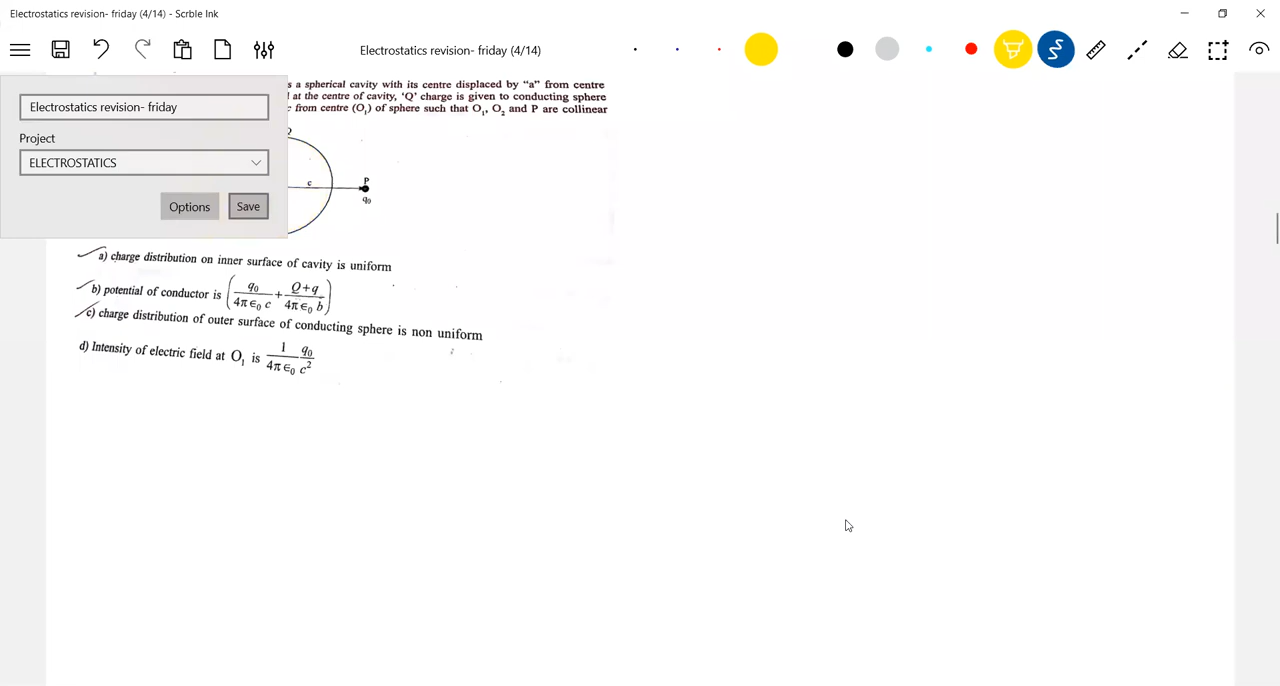 Electrostatics revision- friday (4/14) - Scrble Ink
Electrostatics revision- friday (4/14)
s a spherical cavity with its centre displaced by "a" from centre
at the centre of cavity, 'Q' charge is given to conducting sphere
from centre (O₁) of sphere such that O₁, O₂ and P are collinear
Electrostatics revision- friday
Project
ELECTROSTATICS
Options Save
c P
q₀
a) charge distribution on inner surface of cavity is uniform
b) potential of conductor is (q₀/4π∈₀ c + Q+q/4π∈₀ b)
c) charge distribution of outer surface of conducting sphere is non uniform
d) Intensity of electric field at O₁ is 1/4π∈₀ q₀/c²